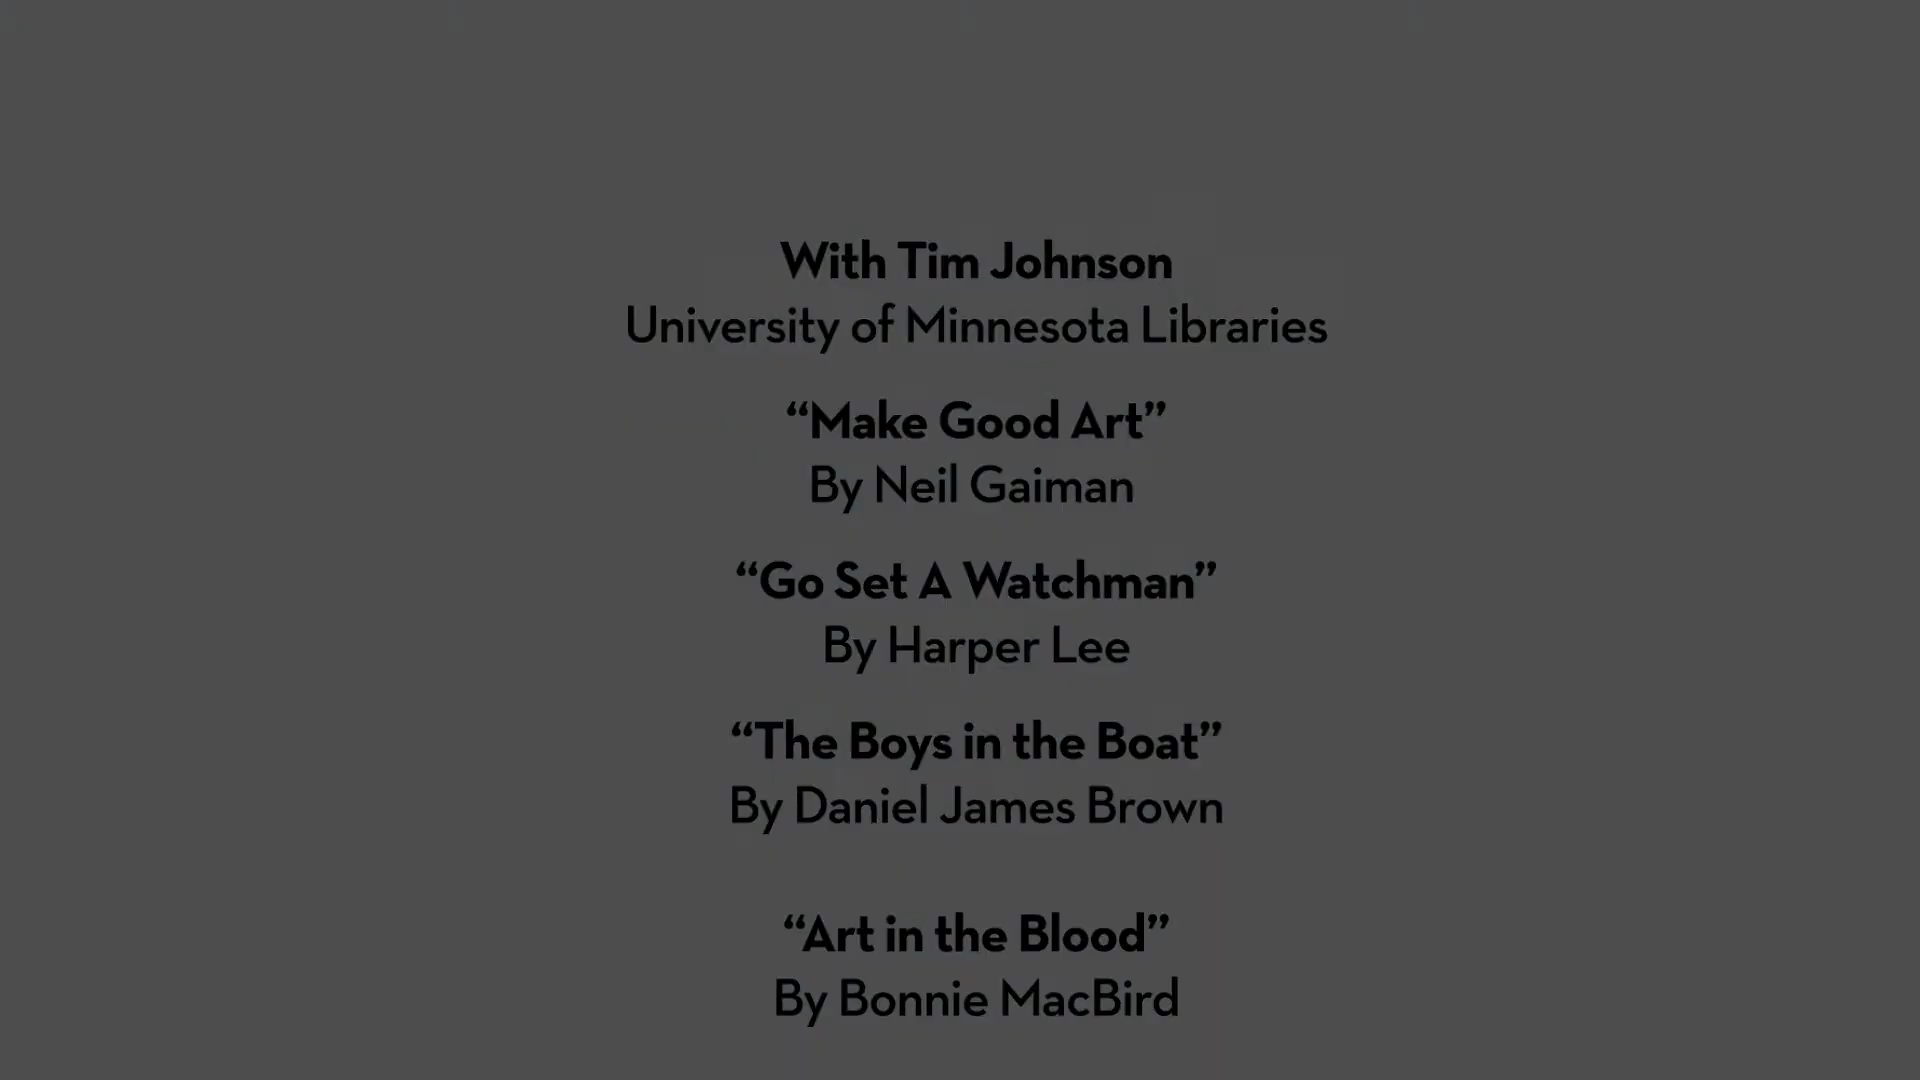 With Tim Johnson
University of Minnesota Libraries
“Make Good Art”
By Neil Gaiman
“Go Set A Watchman”
By Harper Lee
“The Boys in the Boat”
By Daniel James Brown
“Art in the Blood”
By Bonnie MacBird